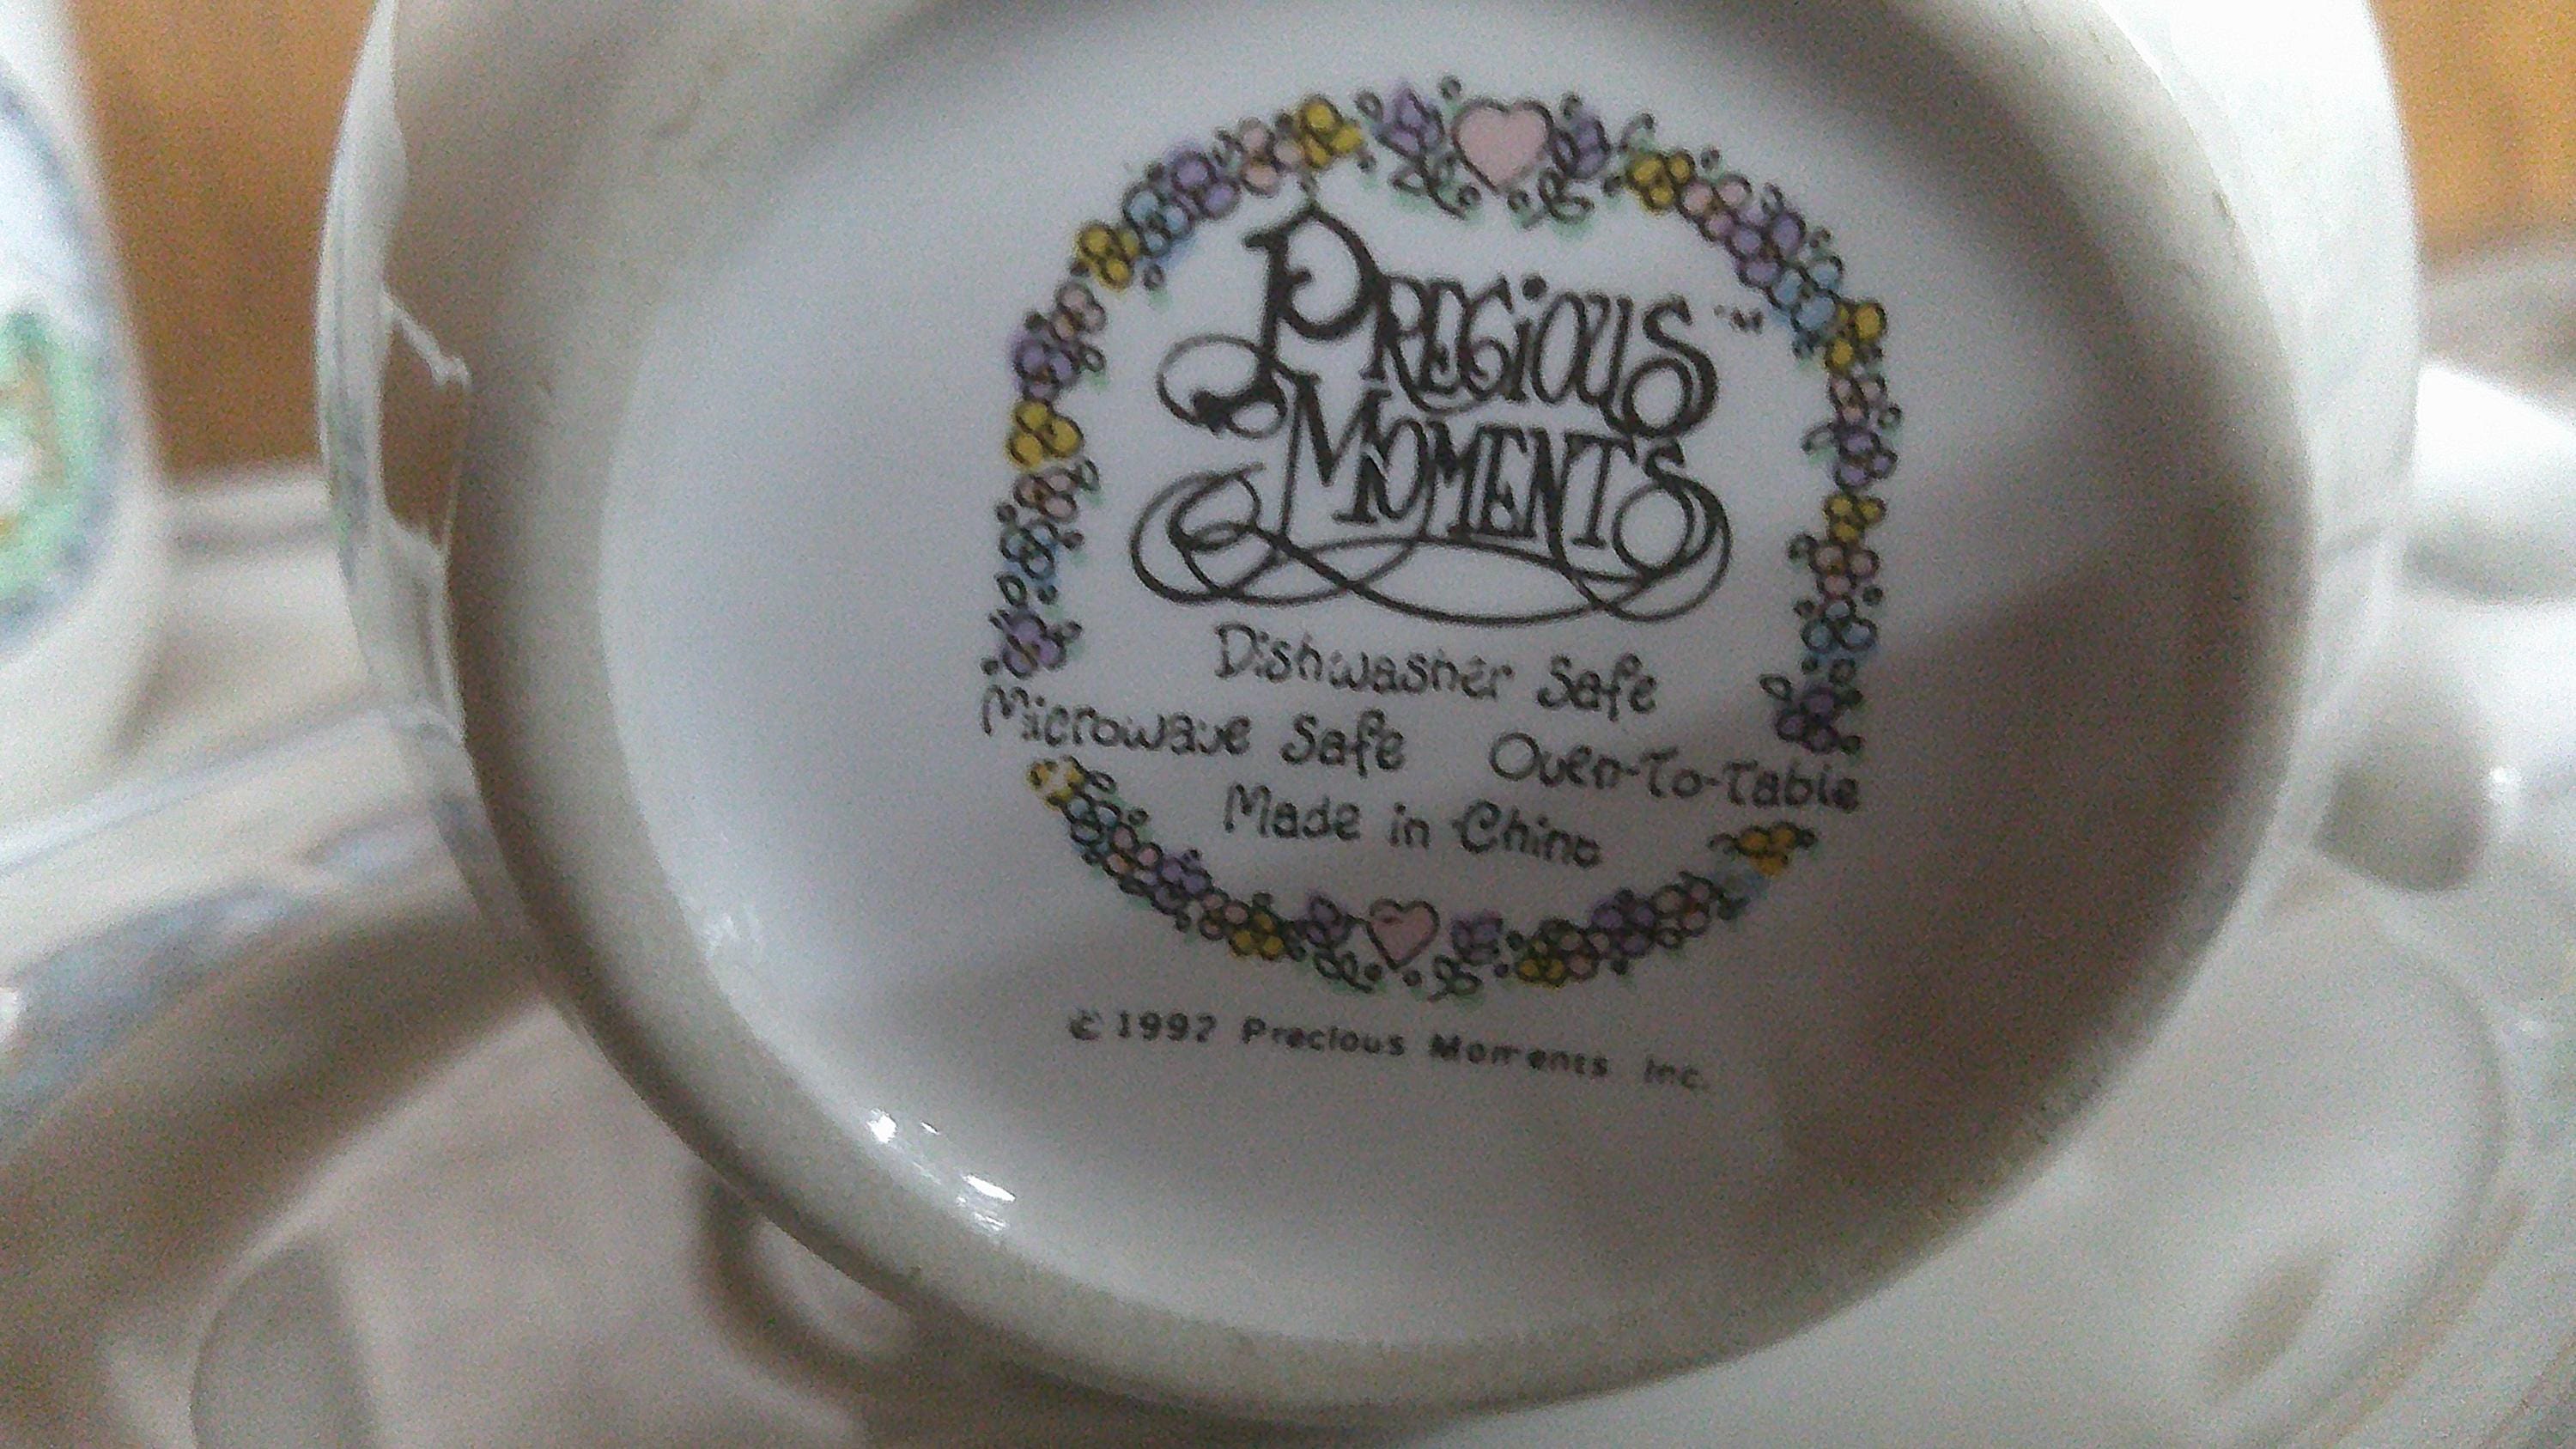 Precious ™
Moments
Dishwasher Safe
Microwave Safe Oven-To-Table
Made in China
© 1992 Precious Moments Inc.